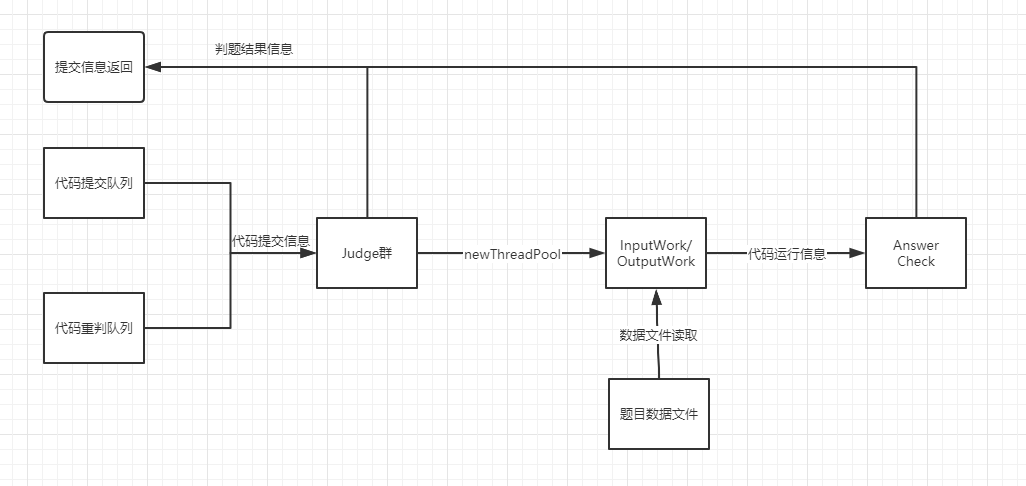 判题结果信息
提交信息返回
代码提交队列
代码提交信息
Judge群
newThreadPool
InputWork/
OutputWork
代码运行信息
Answer
Check
代码重判队列
数据文件读取
题目数据文件